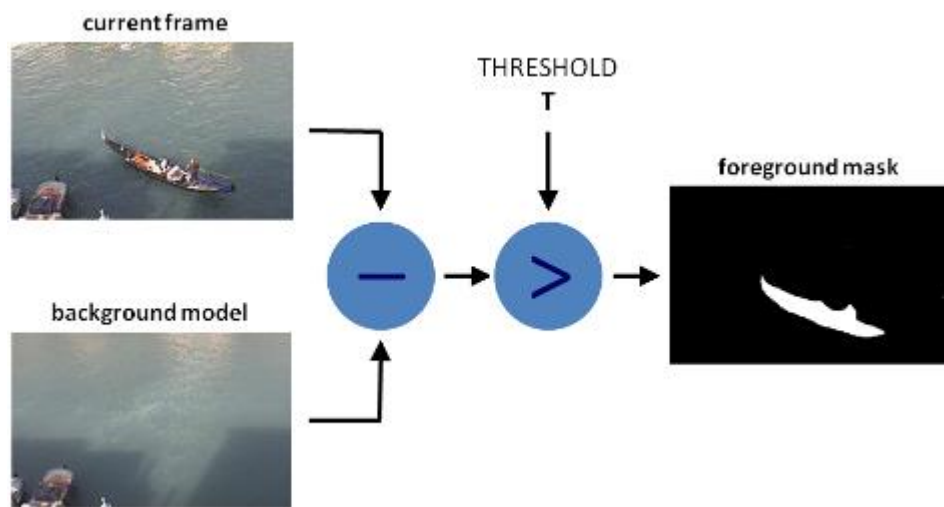 current frame
THRESHOLD
T
foreground mask
−
>
background model